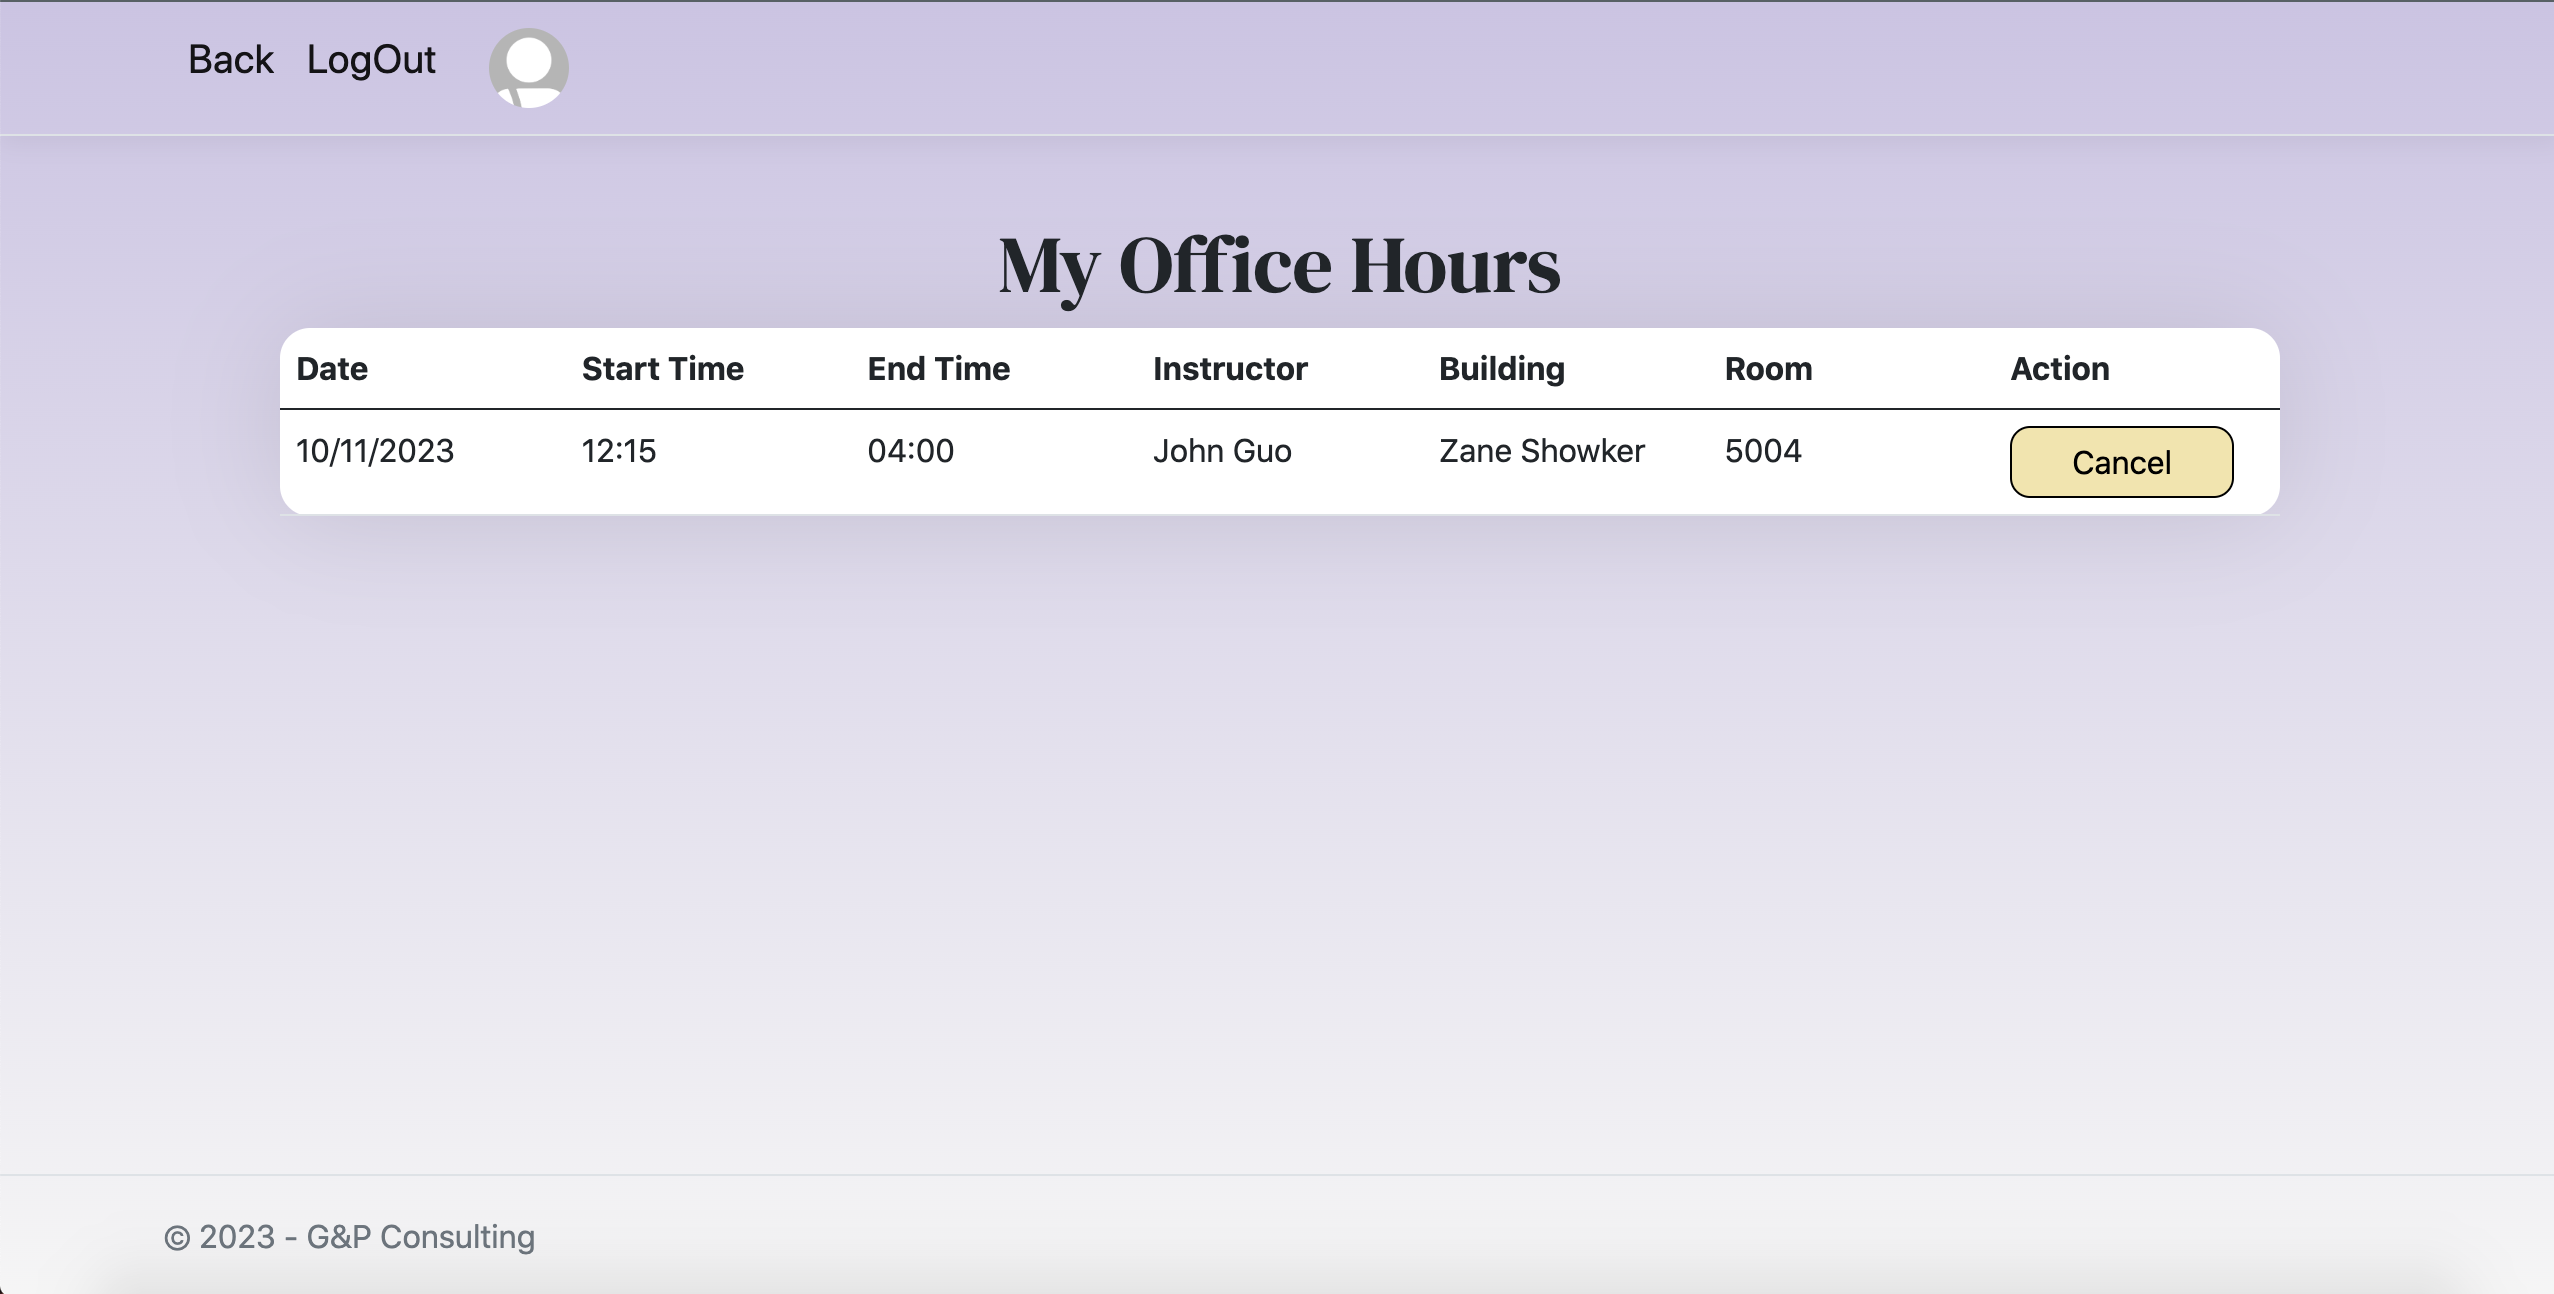 Back LogOut
My Office Hours
Date Start Time End Time Instructor Building Room Action
10/11/2023 12:15 04:00 John Guo Zane Showker 5004 Cancel
© 2023 - G&P Consulting